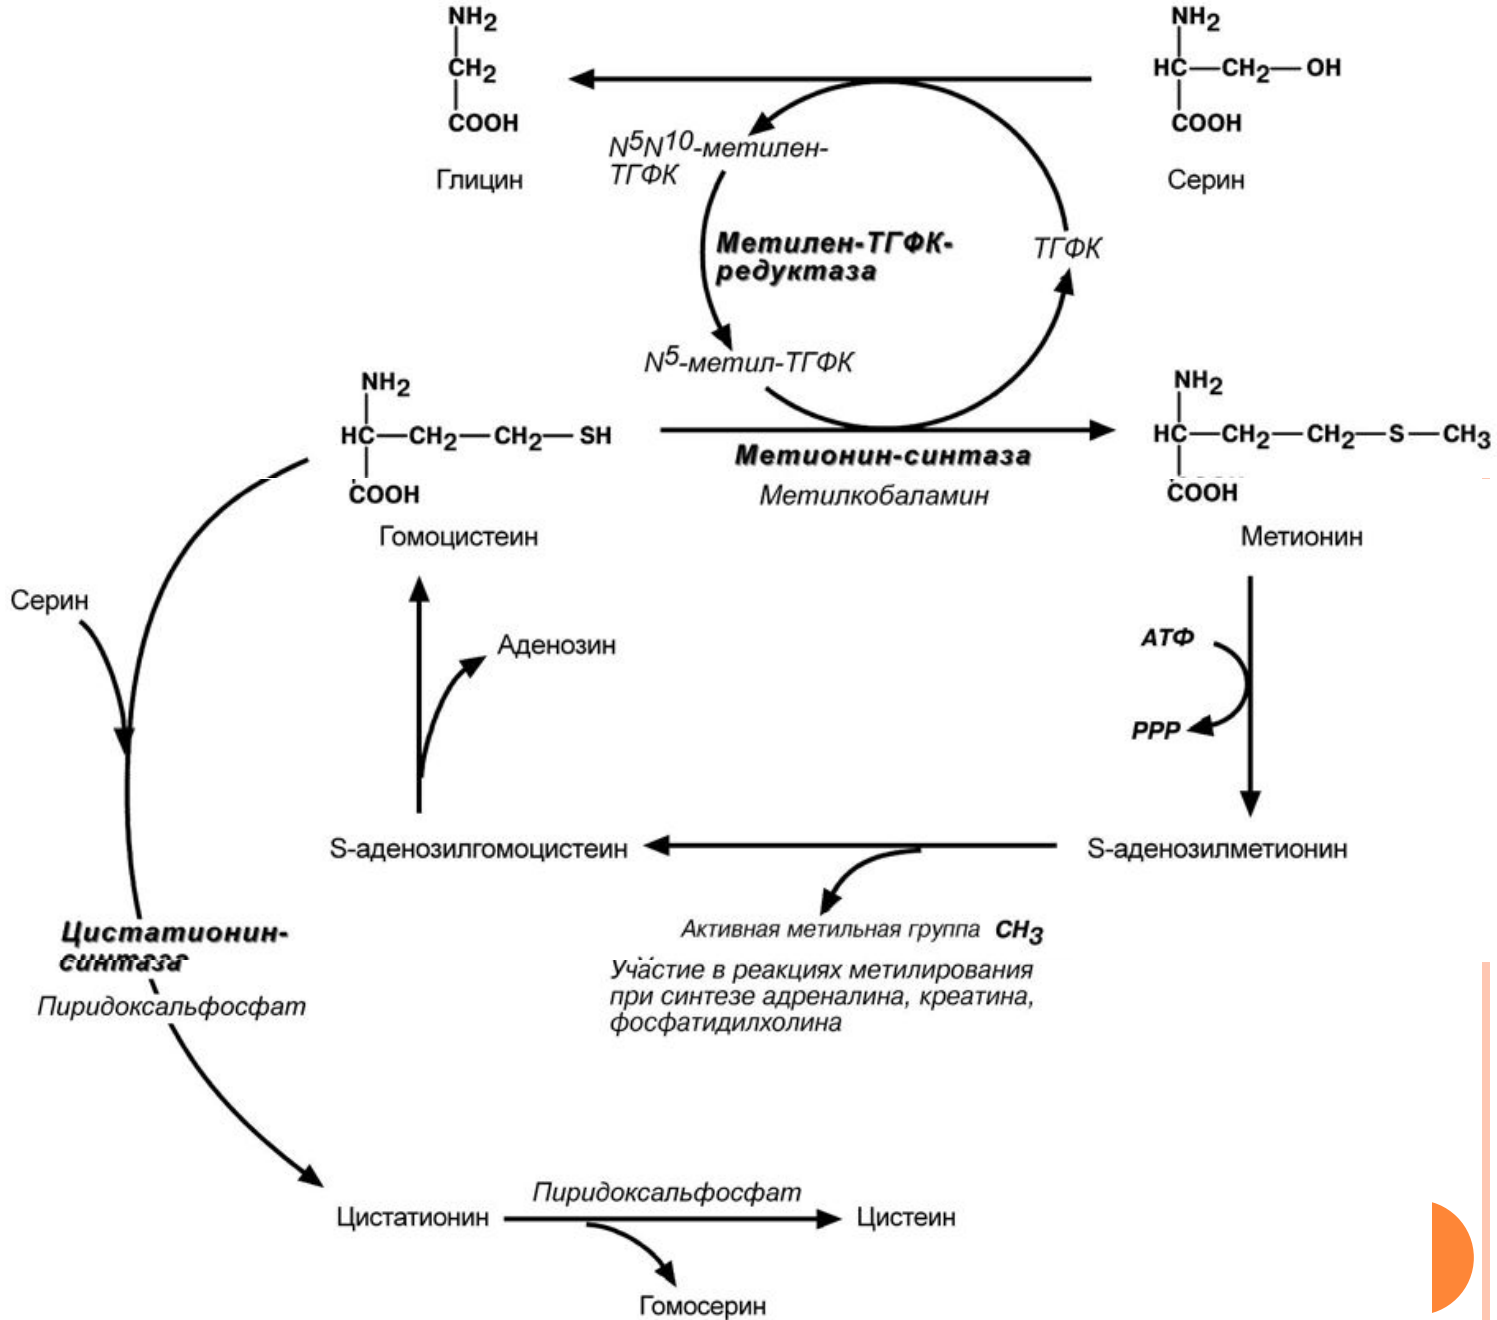 NH2
CH2
COOH
Глицин
NH2
HC—CH2—OH
COOH
Серин
N5N10-метилен-
ТГФК
Метилен-ТГФК-
редуктаза
ТГФК
N5-метил-ТГФК
NH2
HC—CH2—CH2—SH
COOH
Гомоцистеин
Метионин-синтаза
Метилкобаламин
NH2
HC—CH2—CH2—S—CH3
COOH
Метионин
Серин
Аденозин
АТФ
PPP
S-аденозилгомоцистеин
S-аденозилметионин
Активная метильная группа CH3
Участие в реакциях метилирования
при синтезе адреналина, креатина,
фосфатидилхолина
Цистатионин-
синтаза
Пиридоксальфосфат
Цистатионин
Пиридоксальфосфат
Цистеин
Гомосерин